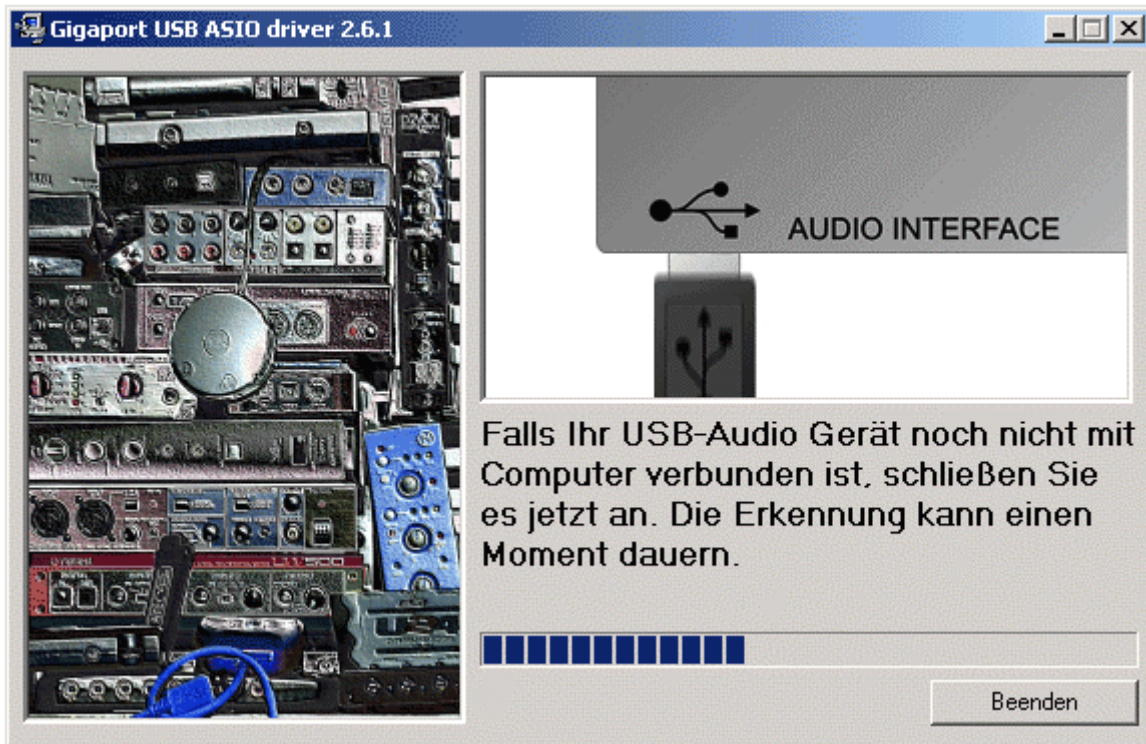 Gigaport USB ASIO driver 2.6.1
AUDIO INTERFACE
Falls Ihr USB-Audio Gerät noch nicht mit
Computer verbunden ist, schließen Sie
es jetzt an. Die Erkennung kann einen
Moment dauern.
Beenden